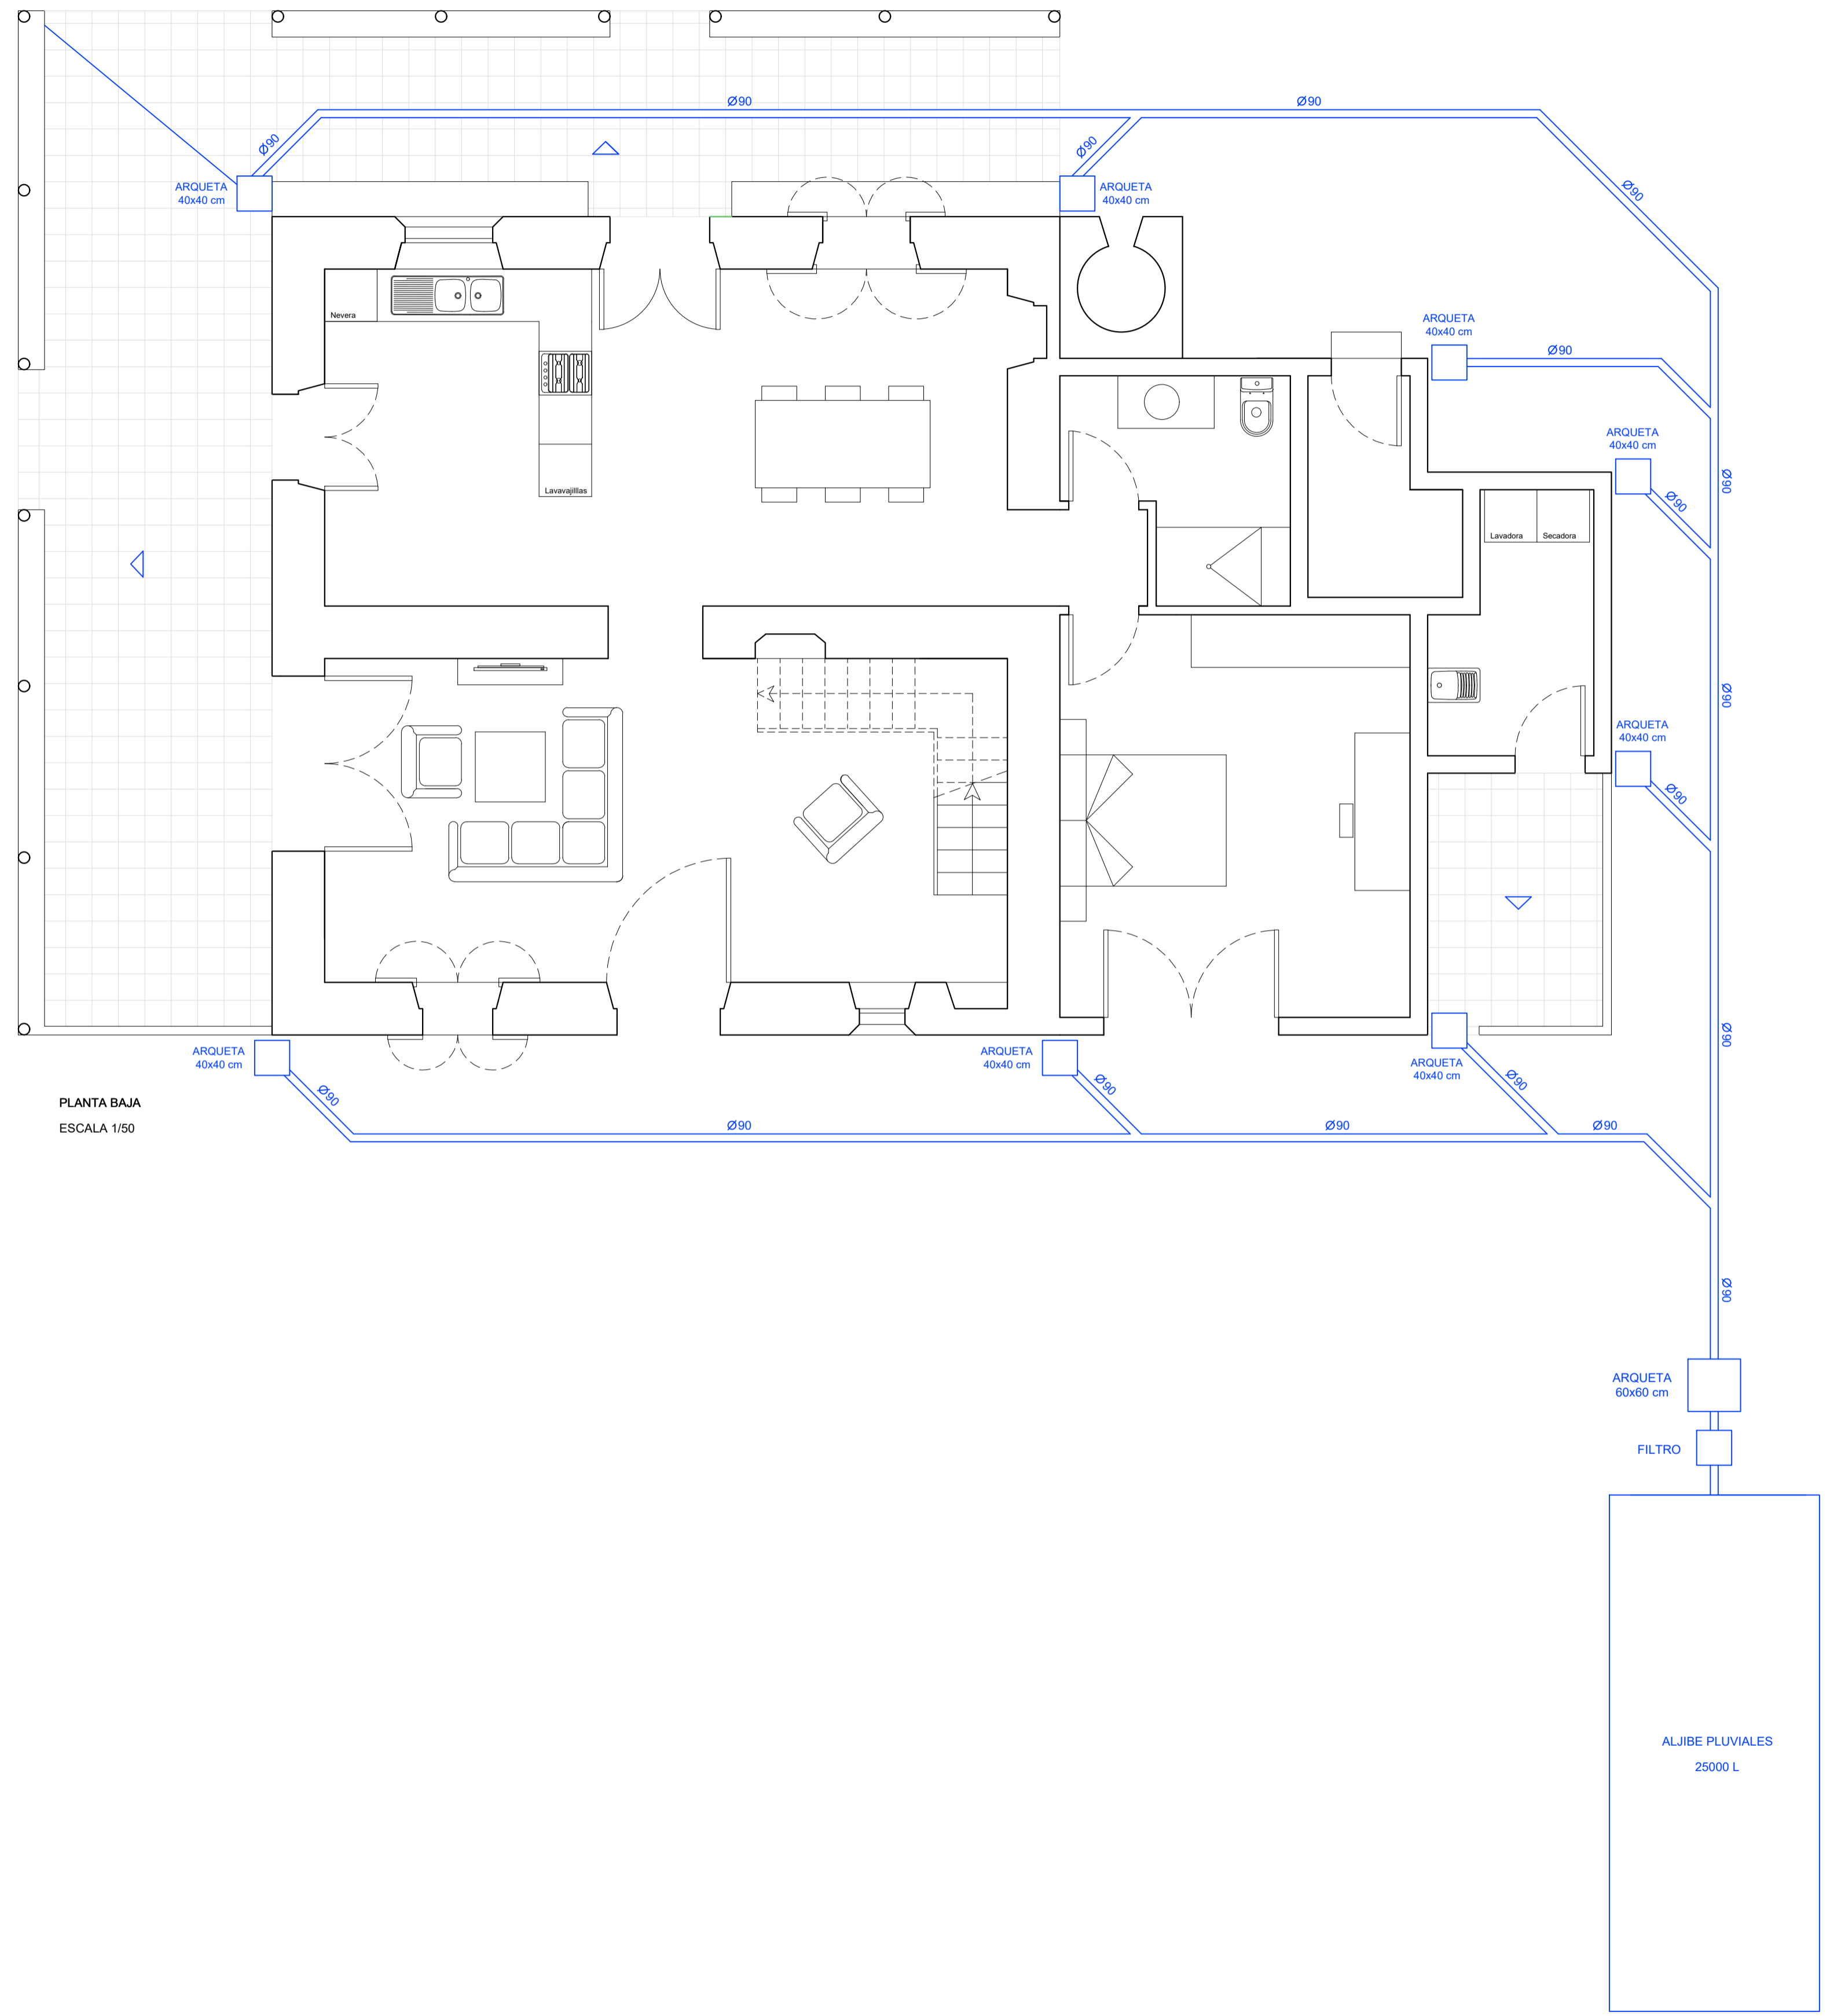 Ø90
Ø90
Ø90
Ø90
Ø90
ARQUETA
40x40 cm
ARQUETA
40x40 cm
Nevera
ARQUETA
40x40 cm
Ø90
ARQUETA
40x40 cm
Ø90
Ø90
Lavavajilllas
Lavadora
Secadora
Ø90
ARQUETA
40x40 cm
Ø90
Ø90
ARQUETA
40x40 cm
ARQUETA
40x40 cm
ARQUETA
40x40 cm
Ø90
Ø90
Ø90
PLANTA BAJA
ESCALA 1/50
Ø90
Ø90
Ø90
Ø90
ARQUETA
60x60 cm
FILTRO
ALJIBE PLUVIALES
25000 L